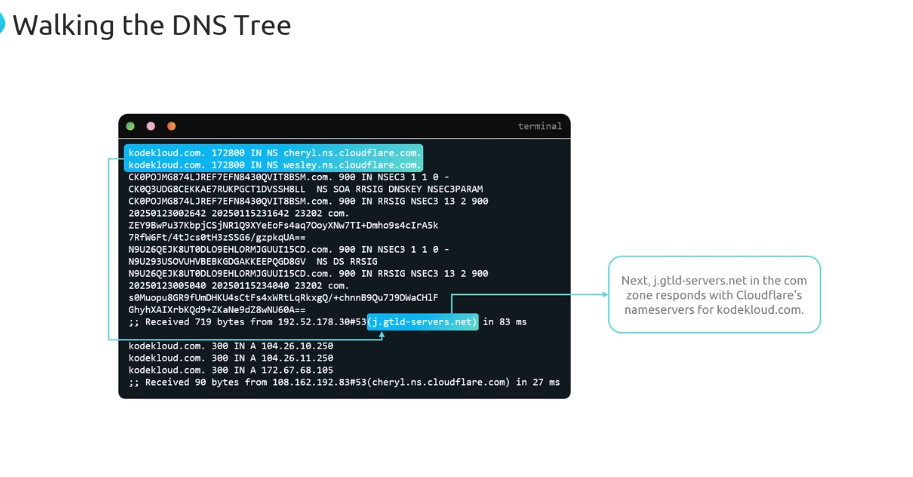 Walking the DNS Tree
terminal
kodekloud.com. 172800 IN NS cheryl.ns.cloudflare.com.
kodekloud.com. 172800 IN NS wesley.ns.cloudflare.com.
CK0POJMG874LJREF7EFN8430QVIT8BSM.com. 900 IN NSEC3 1 1 0 -
CK0Q3UDG8CEKKAE7RUKPGCT1DVSSH8LL  NS SOA RRSIG DNSKEY NSEC3PARAM
CK0POJMG874LJREF7EFN8430QVIT8BSM.com. 900 IN RRSIG NSEC3 13 2 900
20250123002642 20250115231642 23202 com.
ZEY9BwPu37KbpjCSjNR1Q9XYeEoFs4aq7OoyXNw7TI+Dmho9s4cIrA5k
7RfW6Ft/4tJcs0tH3zSSG6/gzpkqUA==
N9U26QEJK8UT0DLO9EHLORMJGUUI15CD.com. 900 IN NSEC3 1 1 0 -
N9U293USOVUHVBEBKGDGAKKEEPQGD8GV  NS DS RRSIG
N9U26QEJK8UT0DLO9EHLORMJGUUI15CD.com. 900 IN RRSIG NSEC3 13 2 900
20250123005040 20250115234040 23202 com.
s0Muopu8GR9fUmDHKU4sCtFs4xWRtLqRkxgQ/+chnnB9Qu7J9DWaCHlF
GhyhXAIXrbKQd9+ZKaNe9dZ8wNU60A==
;; Received 719 bytes from 192.52.178.30#53(j.gtld-servers.net) in 83 ms
kodekloud.com. 300 IN A 104.26.10.250
kodekloud.com. 300 IN A 104.26.11.250
kodekloud.com. 300 IN A 172.67.68.105
;; Received 90 bytes from 108.162.192.83#53(cheryl.ns.cloudflare.com) in 27 ms
Next, j.gtld-servers.net in the com
zone responds with Cloudflare's
nameservers for kodekloud.com.